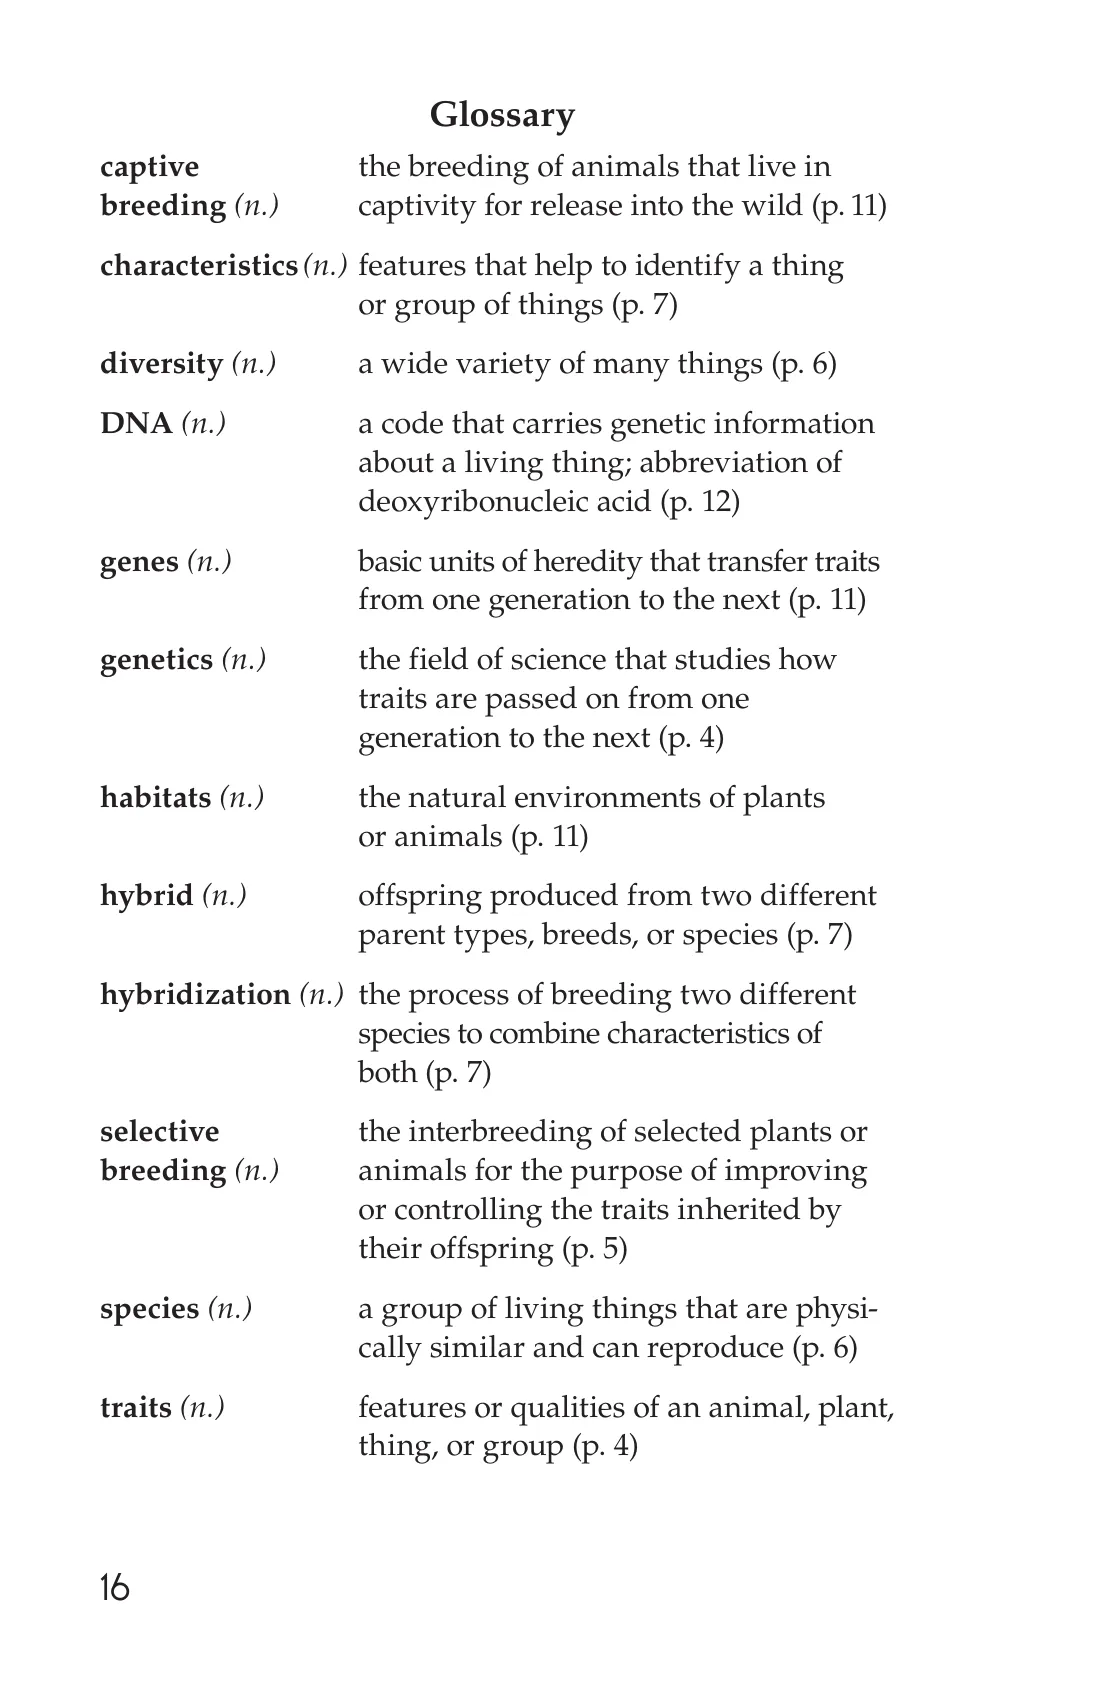 Glossary
captive the breeding of animals that live in
breeding (n.) captivity for release into the wild (p. 11)
characteristics (n.) features that help to identify a thing
or group of things (p. 7)
diversity (n.) a wide variety of many things (p. 6)
DNA (n.) a code that carries genetic information
about a living thing; abbreviation of
deoxyribonucleic acid (p. 12)
genes (n.) basic units of heredity that transfer traits
from one generation to the next (p. 11)
genetics (n.) the field of science that studies how
traits are passed on from one
generation to the next (p. 4)
habitats (n.) the natural environments of plants
or animals (p. 11)
hybrid (n.) offspring produced from two different
parent types, breeds, or species (p. 7)
hybridization (n.) the process of breeding two different
species to combine characteristics of
both (p. 7)
selective the interbreeding of selected plants or
breeding (n.) animals for the purpose of improving
or controlling the traits inherited by
their offspring (p. 5)
species (n.) a group of living things that are physi-
cally similar and can reproduce (p. 6)
traits (n.) features or qualities of an animal, plant,
thing, or group (p. 4)
16